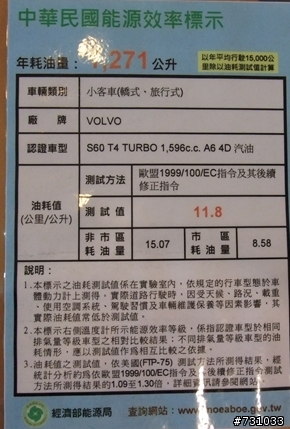 中華民國能源效率標示
年耗油量： 1,271公升
以年平均行駛15,000公
里除以油耗測試值計算
車輛類別 小客車(轎式、旅行式)
廠牌 VOLVO
認證車型 S60 T4 TURBO 1,596c.c. A6 4D 汽油
油耗值
(公里/公升)
測試方法 歐盟1999/100/EC指令及其後續
修正指令
測試值 11.8
非市區
耗油量 15.07 市區
耗油量 8.58
說明：
1.本標示之油耗測試值係在實驗室內，依規定的行車型態於車
體動力計上測得。實際道路行駛時，因受天候、路況、載重
、使用空調系統、駕駛習慣及車輛維護保養等因素影響，其
實際油耗值常低於測試值。
2.本標示右側溫度計所示能源效率等級，係指認證車型於相同
排氣量等級車型之相對比較結果；不同排氣量等級車型的油
耗情形，應以測試值作為相互比較之依據。
3.油耗值之測試值，依美國(FTP-75)測試方法所測得結果，經
統計分析約為依歐盟1999/100/EC指令及其後續修正指令測試
方法所測得結果的1.09至1.30倍。詳細資訊請參閱網站。
經濟部能源局 查詢網站：www.moeaboe.gov.tw
#731033